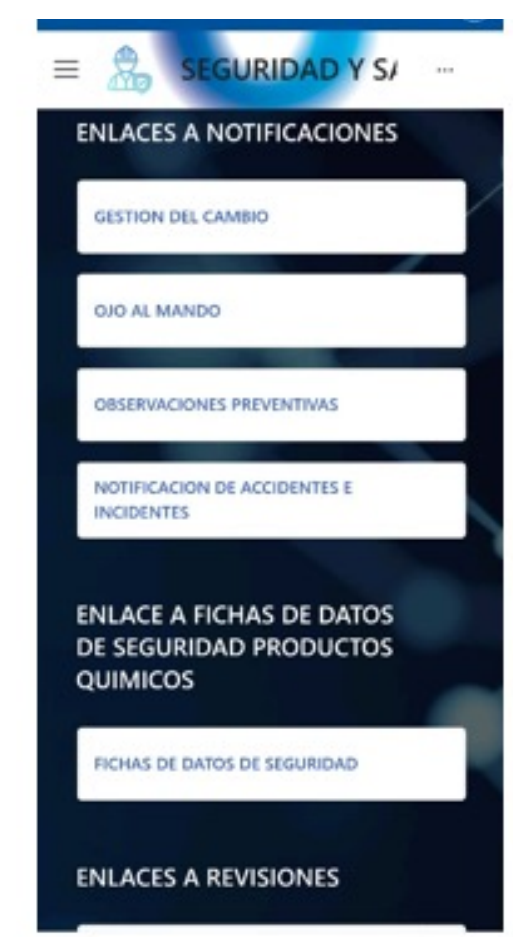 SEGURIDAD Y SA
ENLACES A NOTIFICACIONES
GESTION DEL CAMBIO
OJO AL MANDO
OBSERVACIONES PREVENTIVAS
NOTIFICACION DE ACCIDENTES E
INCIDENTES
ENLACE A FICHAS DE DATOS
DE SEGURIDAD PRODUCTOS
QUIMICOS
FICHAS DE DATOS DE SEGURIDAD
ENLACES A REVISIONES